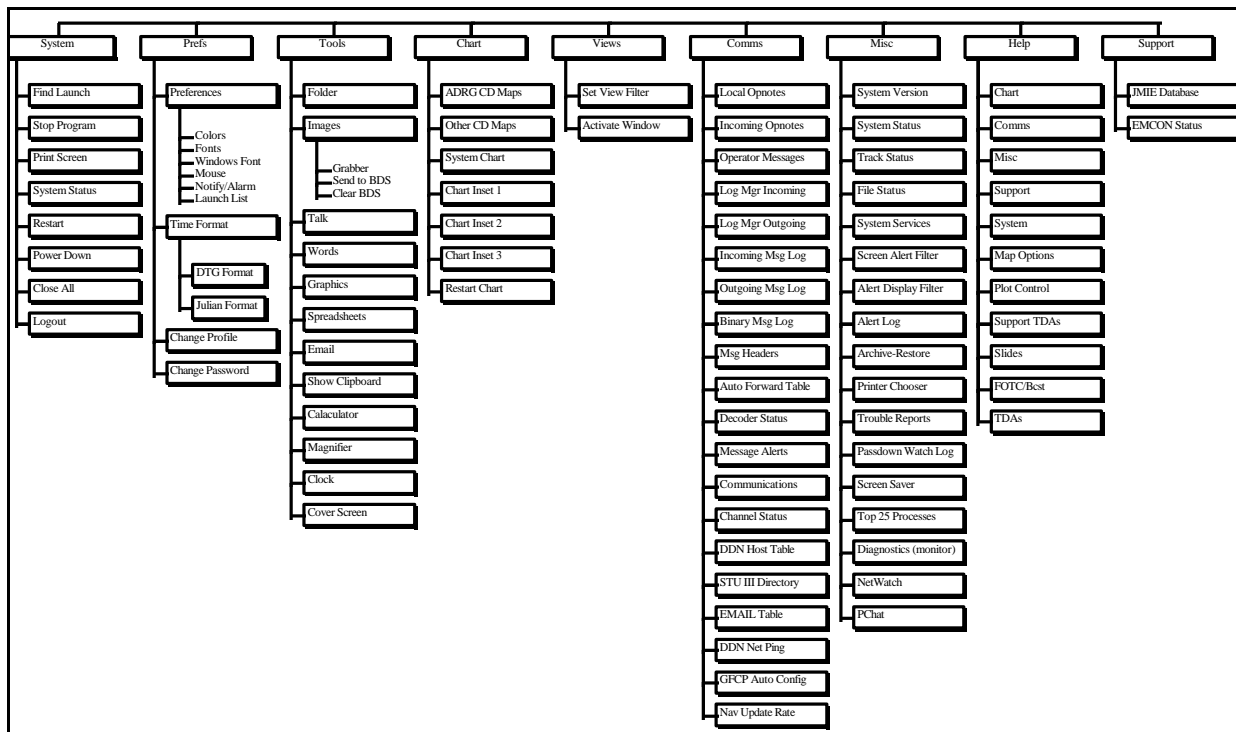 System
Prefs
Tools
Chart
Views
Comms
Misc
Help
Support
Find Launch
Stop Program
Print Screen
System Status
Restart
Power Down
Close All
Logout
Preferences
Colors
Fonts
Windows Font
Mouse
Notify/Alarm
Launch List
Time Format
DTG Format
Julian Format
Change Profile
Change Password
Folder
Images
Grabber
Send to BDS
Clear BDS
Talk
Words
Graphics
Spreadsheets
Email
Show Clipboard
Calaculator
Magnifier
Clock
Cover Screen
ADRG CD Maps
Other CD Maps
System Chart
Chart Inset 1
Chart Inset 2
Chart Inset 3
Restart Chart
Set View Filter
Activate Window
Local Opnotes
Incoming Opnotes
Operator Messages
Log Mgr Incoming
Log Mgr Outgoing
Incoming Msg Log
Outgoing Msg Log
Binary Msg Log
Msg Headers
Auto Forward Table
Decoder Status
Message Alerts
Communications
Channel Status
DDN Host Table
STU III Directory
EMAIL Table
DDN Net Ping
GFCP Auto Config
Nav Update Rate
System Version
System Status
Track Status
File Status
System Services
Screen Alert Filter
Alert Display Filter
Alert Log
Archive-Restore
Printer Chooser
Trouble Reports
Passdown Watch Log
Screen Saver
Top 25 Processes
Diagnostics (monitor)
NetWatch
PChat
Chart
Comms
Misc
Support
System
Map Options
Plot Control
Support TDAs
Slides
FOTC/Bcst
TDAs
JMIE Database
EMCON Status